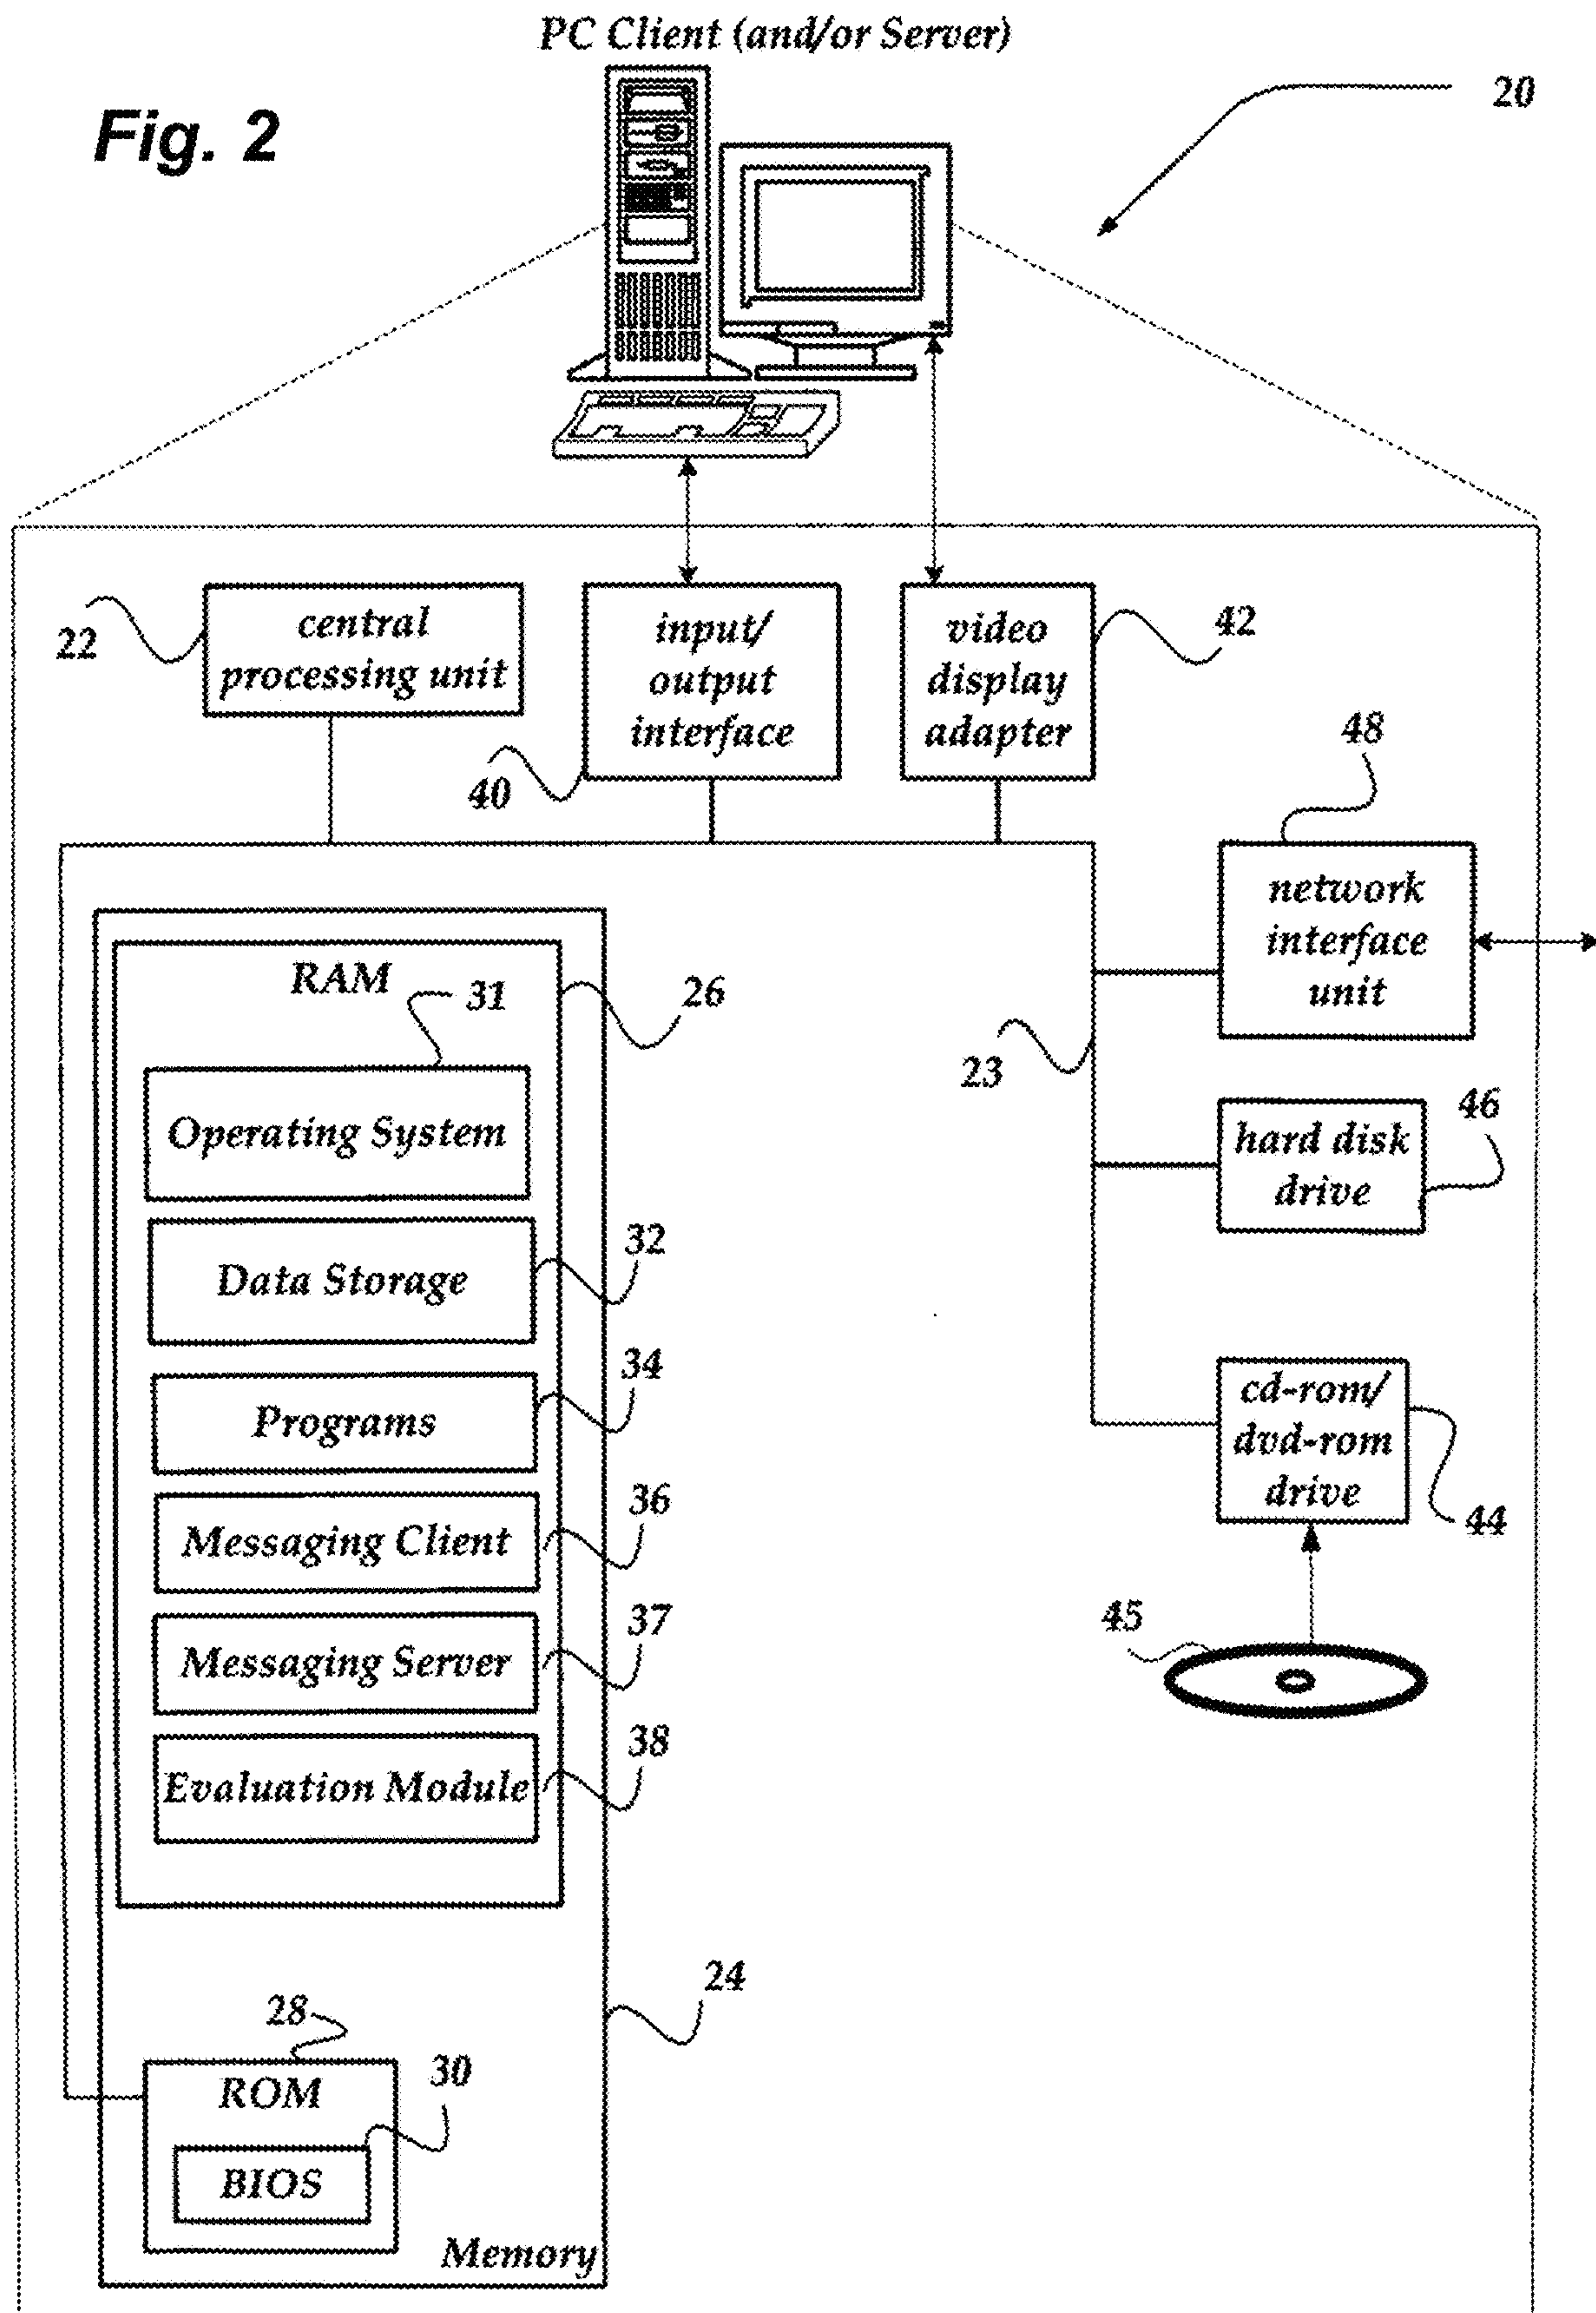 PC Client (and/or Server)
Fig. 2
20
22
central
processing unit
input/
output
interface
40
video
display
adapter
42
48
network
interface
unit
23
RAM
31
26
Operating System
hard disk
drive
46
Data Storage
32
Programs
34
cd-rom/
dvd-rom
drive
44
Messaging Client
36
Messaging Server
37
45
Evaluation Module
38
24
28
ROM
30
BIOS
Memory